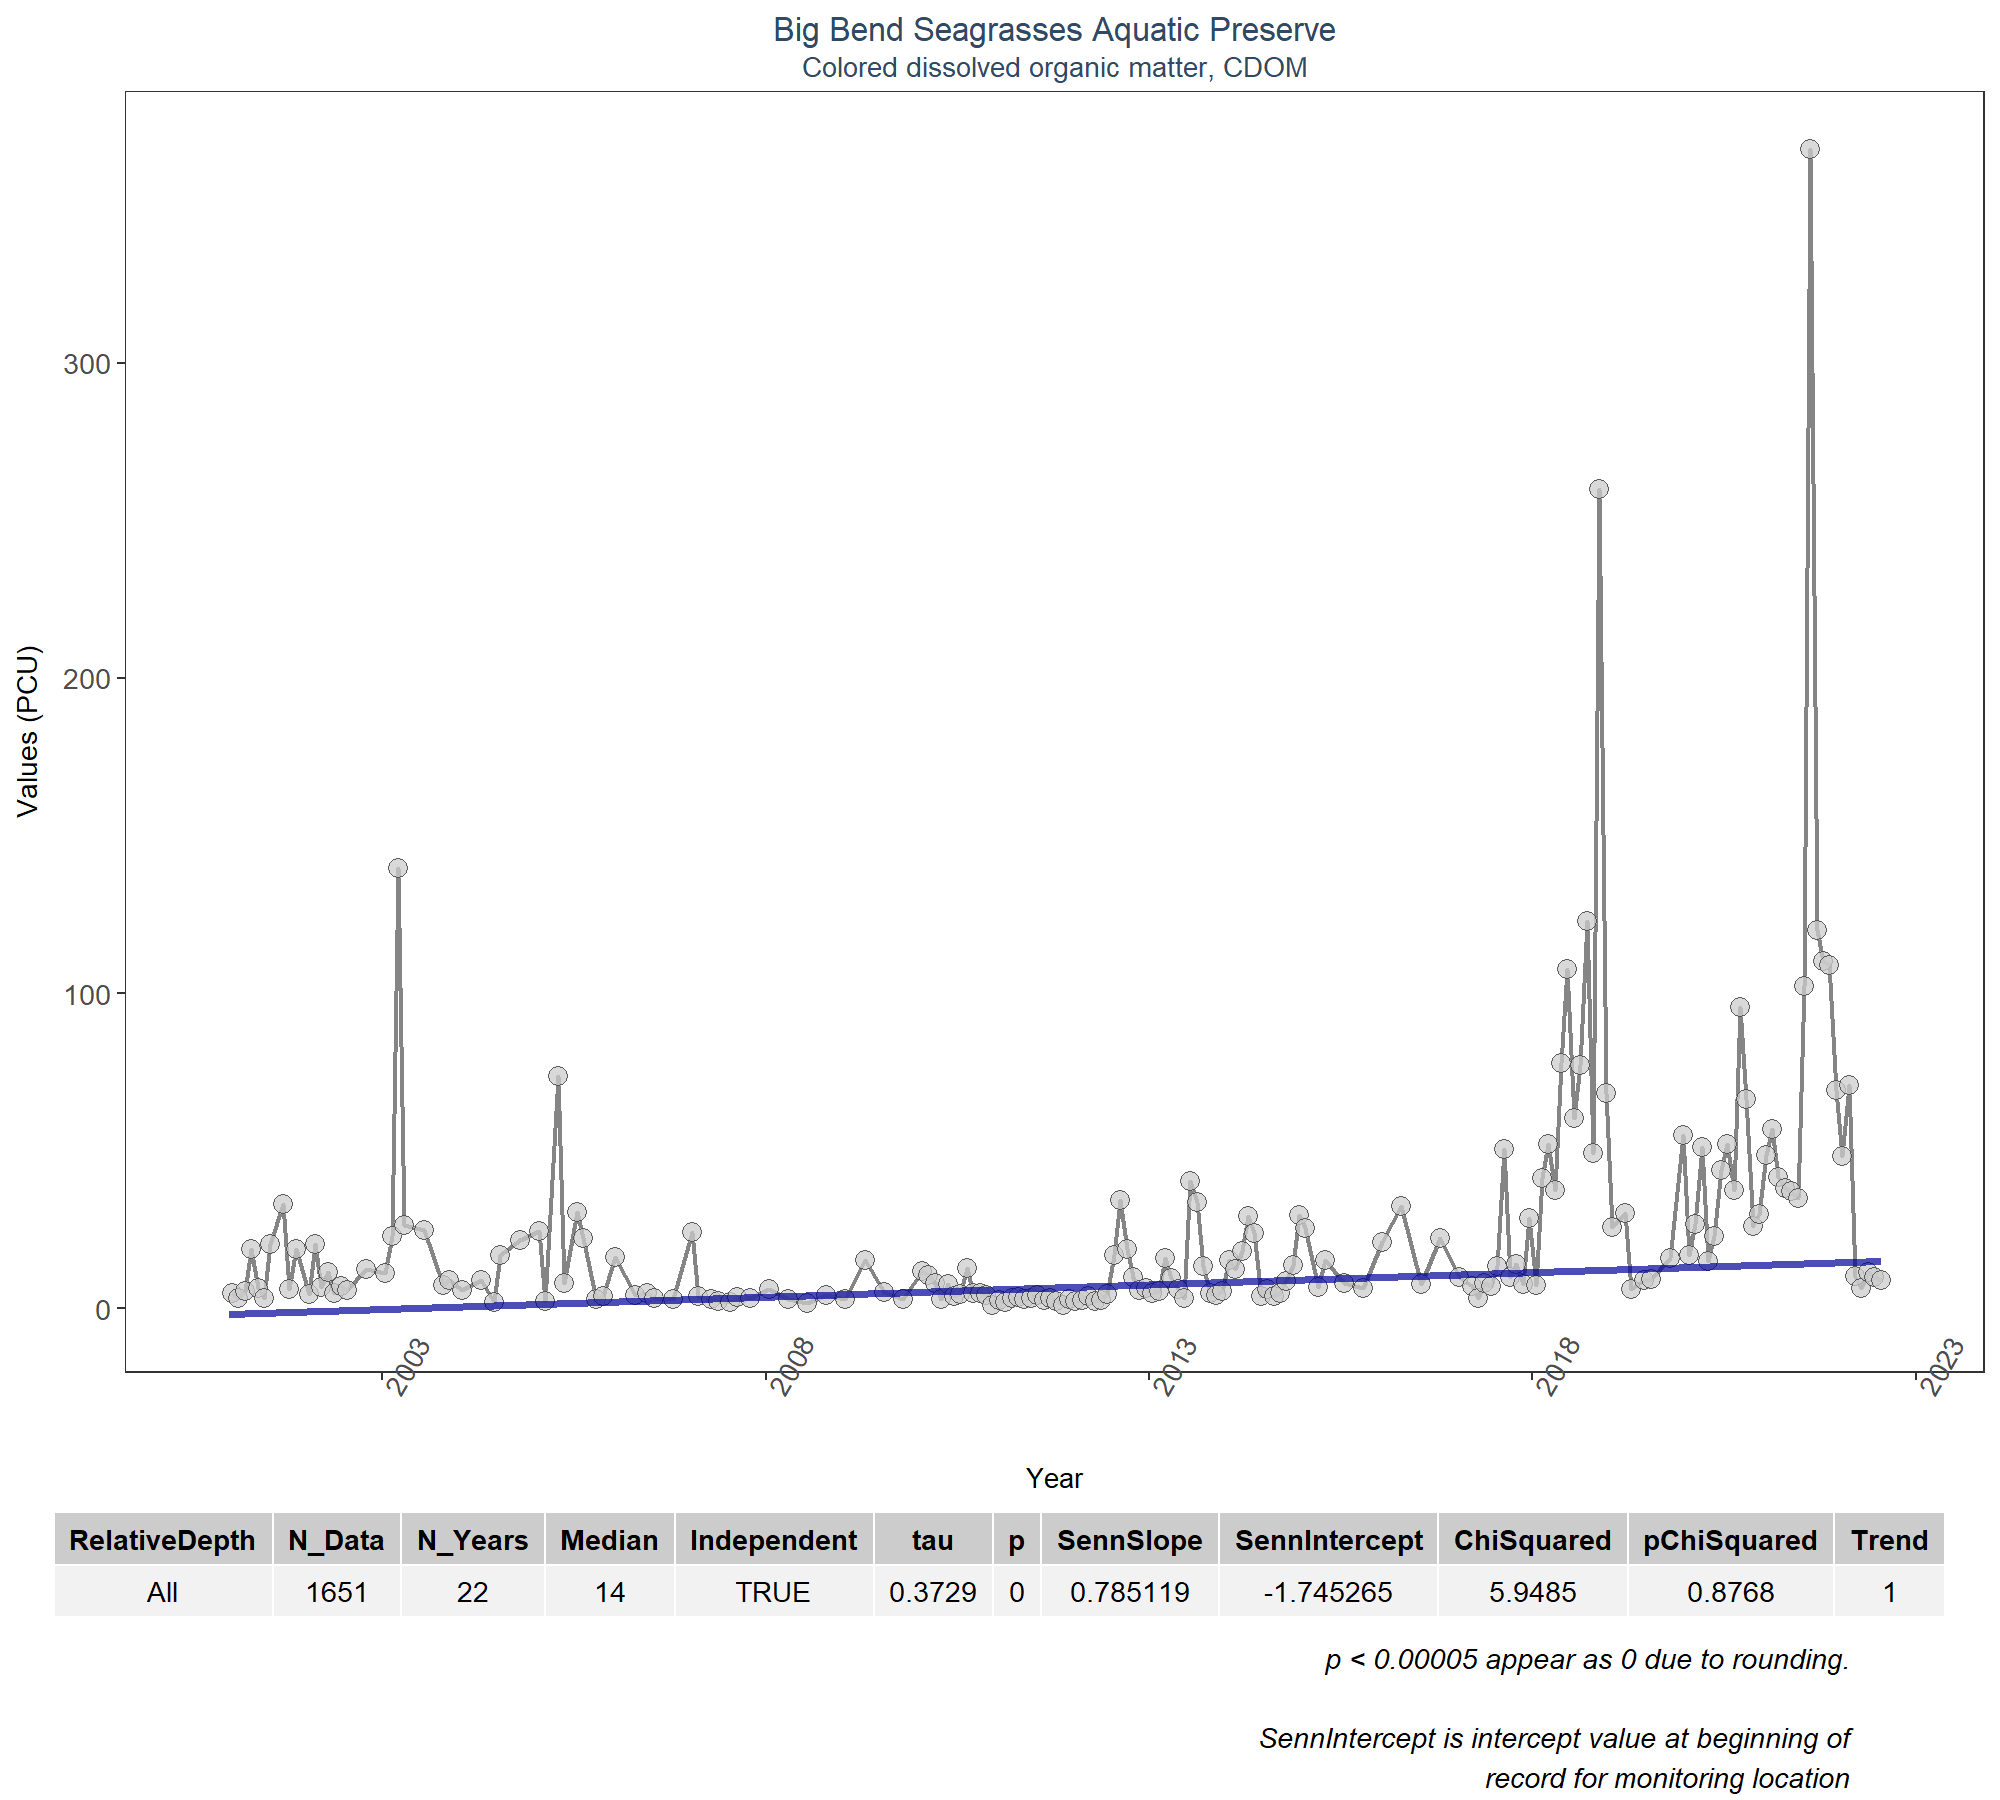 Big Bend Seagrasses Aquatic Preserve
Colored dissolved organic matter, CDOM
300
200
100
0
Values (PCU)
2003 2008 2013 2018 2023
Year
RelativeDepth N_Data N_Years Median Independent tau p SennSlope SennIntercept ChiSquared pChiSquared Trend
All 1651 22 14 TRUE 0.3729 0 0.785119 -1.745265 5.9485 0.8768 1
p < 0.00005 appear as 0 due to rounding.
SennIntercept is intercept value at beginning of
record for monitoring location